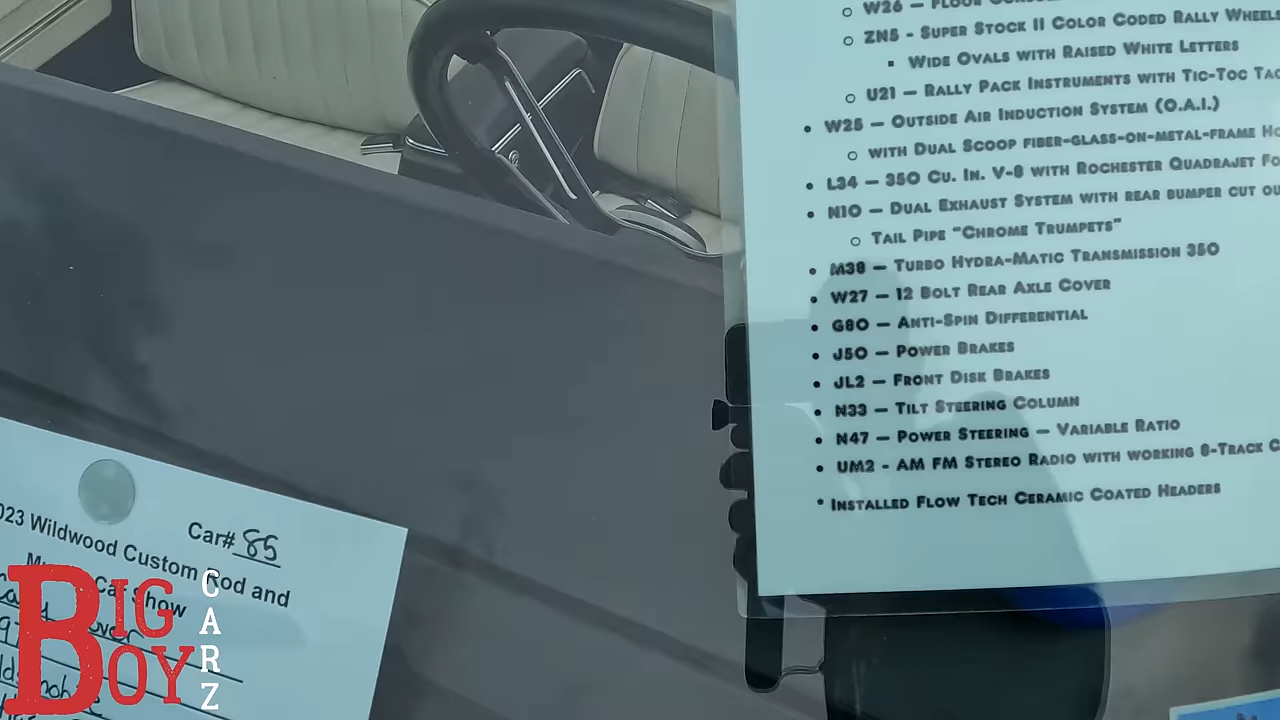 W26 — FLOOR
ZN5 - SUPER STOCK II COLOR CODED RALLY WHEELS
WIDE OVALS WITH RAISED WHITE LETTERS
U21 — RALLY PACK INSTRUMENTS WITH TIC-TOC
W25 — OUTSIDE AIR INDUCTION SYSTEM (O.A.I.)
WITH DUAL SCOOP FIBER-GLASS-ON-METAL-FRAME
L34 — 350 CU. IN. V-8 WITH ROCHESTER QUADRAJET
N10 — DUAL EXHAUST SYSTEM WITH REAR BUMPER CUT
TAIL PIPE "CHROME TRUMPETS"
M38 — TURBO HYDRA-MATIC TRANSMISSION 350
W27 — 12 BOLT REAR AXLE COVER
G80 — ANTI-SPIN DIFFERENTIAL
J50 — POWER BRAKES
JL2 — FRONT DISK BRAKES
N33 — TILT STEERING COLUMN
N47 — POWER STEERING — VARIABLE RATIO
UM2 - AM FM STEREO RADIO WITH WORKING 8-TRACK
* INSTALLED FLOW TECH CERAMIC COATED HEADERS
Car# 85
023 Wildwood Custom Rod and
Car Show
BIG BOY
CARZ